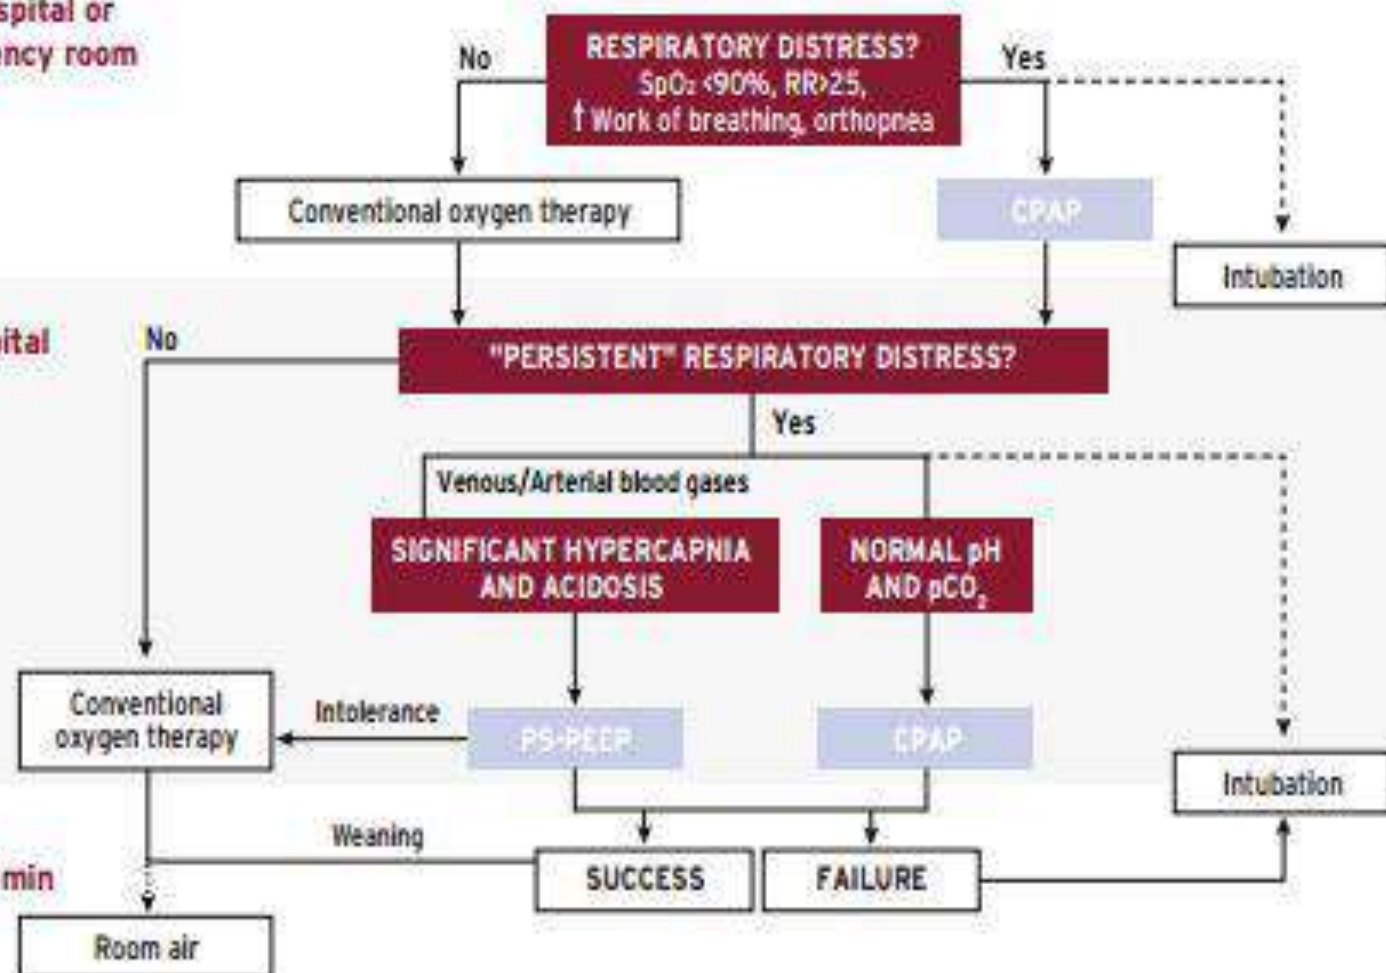 spital or
ency room
RESPIRATORY DISTRESS?
SpO₂ <90%, RR>25,
↑ Work of breathing, orthopnea
No
Yes
Conventional oxygen therapy
CPAP
Intubation
ital
No
"PERSISTENT" RESPIRATORY DISTRESS?
Yes
Venous/Arterial blood gases
SIGNIFICANT HYPERCAPNIA
AND ACIDOSIS
NORMAL pH
AND pCO₂
Conventional
oxygen therapy
Intolerance
PS-PEEP
CPAP
Intubation
Weaning
min
SUCCESS
FAILURE
Room air